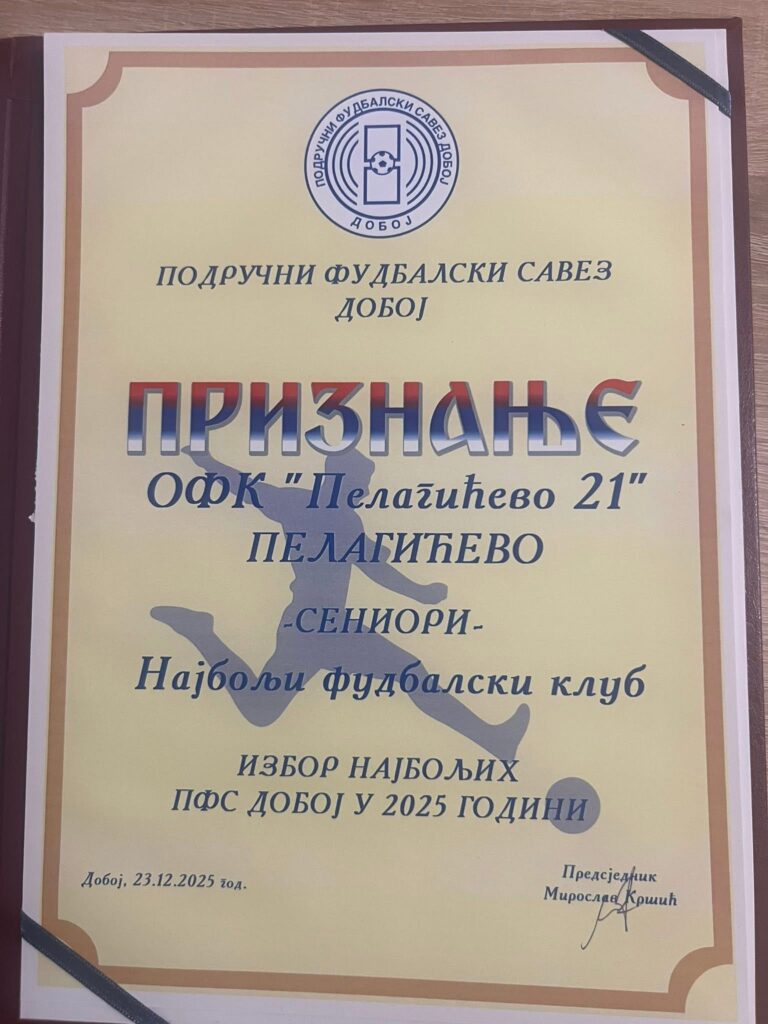 ПОДРУЧНИ ФУДБАЛСКИ САВЕЗ ДОБОЈ
ДОБОЈ
ПОДРУЧНИ ФУДБАЛСКИ САВЕЗ
ДОБОЈ
ПРИЗНАЊЕ
ОФК "Пелагићево 21"
ПЕЛАГИЋЕВО
-СЕНИОРИ-
Најбољи фудбалски клуб
ИЗБОР НАЈБОЉИХ
ПФС ДОБОЈ У 2025 ГОДИНИ
Добој, 23.12.2025 год.
Предсједник
Мирослав Кршић